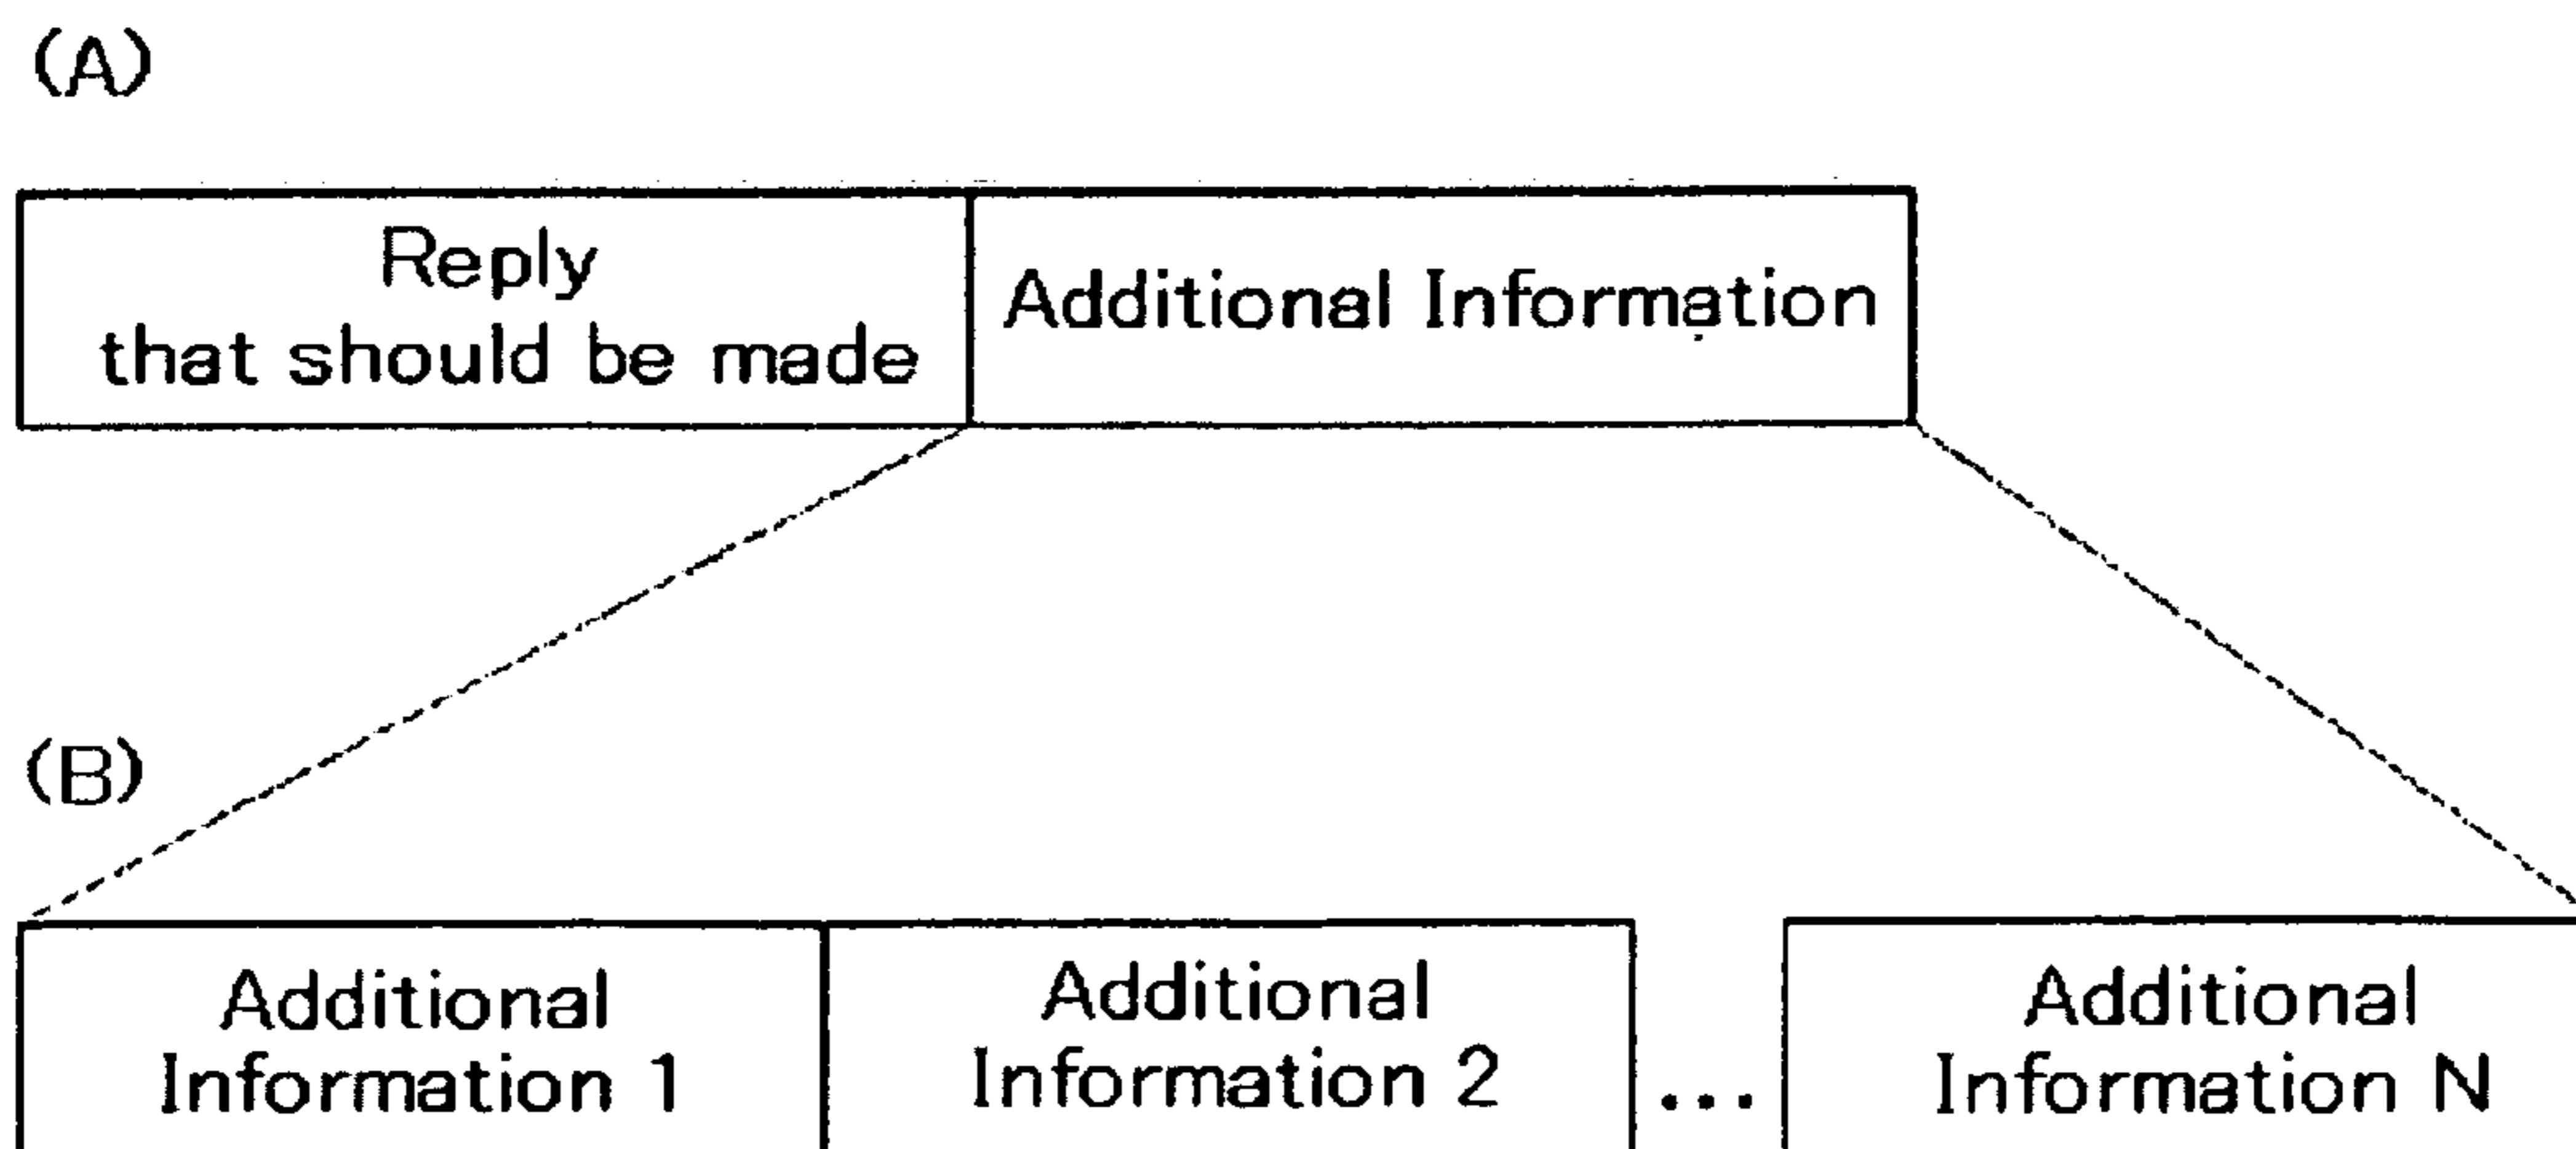 (A)
Reply
that should be made
Additional Information
(B)
Additional
Information 1
Additional
Information 2
...
Additional
Information N